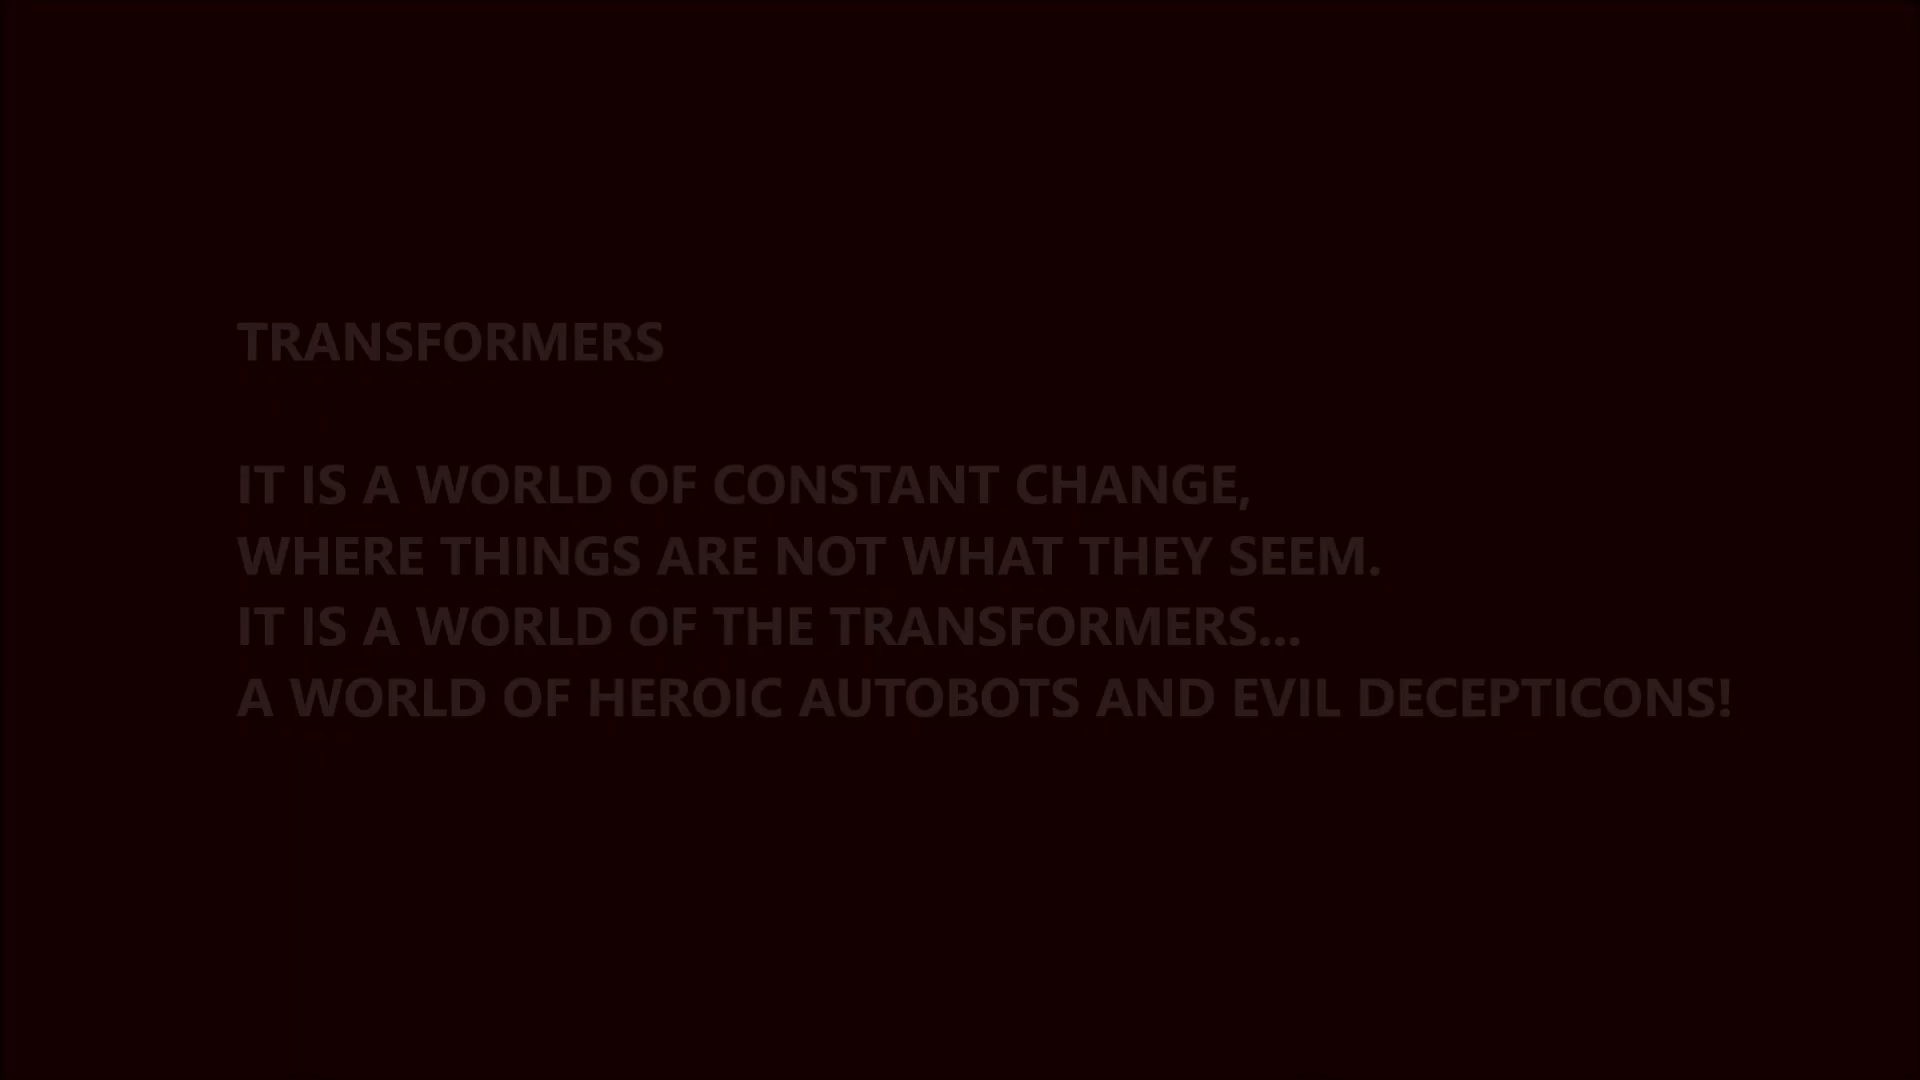 TRANSFORMERS
IT IS A WORLD OF CONSTANT CHANGE,
WHERE THINGS ARE NOT WHAT THEY SEEM.
IT IS A WORLD OF THE TRANSFORMERS...
A WORLD OF HEROIC AUTOBOTS AND EVIL DECEPTICONS!